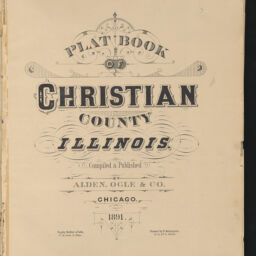 PLAT BOOK
OF
CHRISTIAN
COUNTY
ILLINOIS.
Compiled & Published
BY
ALDEN, OGLE & CO.
CHICAGO.
1891.